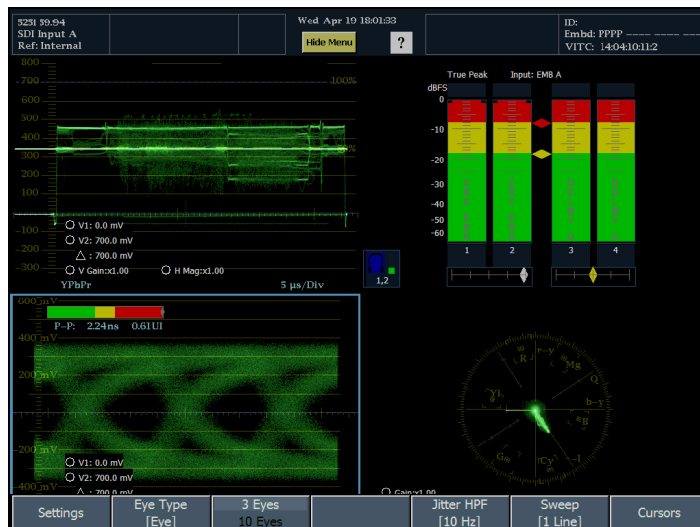 525I 59.94
SDI Input A
Ref: Internal
Wed Apr 19 18:01:33
Hide Menu
?
ID:
Embd: PPPP ---- ---- ----
VITC: 14:04:10:11:2
800
700
600
500
400
300
200
100
0
-100
-200
-300
100%
V1: 0.0 mV
V2: 700.0 mV
△ : 700.0 mV
V Gain:x1.00
H Mag:x1.00
YPbPr
5 µs/Div
True Peak
Input: EMB A
dBFS
0
-10
-20
-30
-40
-50
-60
1
2
3
4
1,2
600 mV
400 mV
200 mV
0 mV
-200
-400
P-P: 2.24ns 0.61UI
V1: 0.0 mV
V2: 700.0 mV
△ : 700.0 mV
R
r-y
Mg
Q
Yl
b-y
B
G
Cy
-I
Gain:x1.00
Settings
Eye Type
[Eye]
3 Eyes
10 Eyes
Jitter HPF
[10 Hz]
Sweep
[1 Line]
Cursors